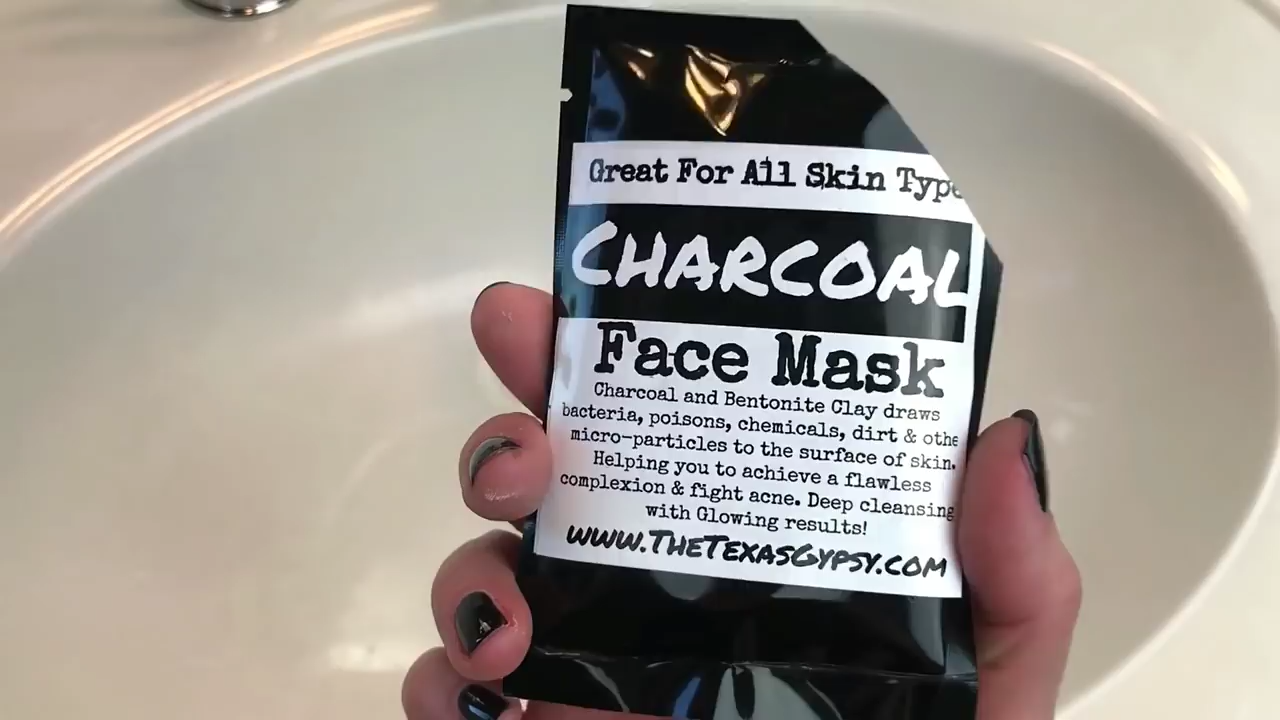 Great For All Skin Type
CHARCOAL
Face Mask
Charcoal and Bentonite Clay draws
bacteria, poisons, chemicals, dirt & othe
micro-particles to the surface of skin.
Helping you to achieve a flawless
complexion & fight acne. Deep cleansing
with Glowing results!
www.TheTexasGypsy.com